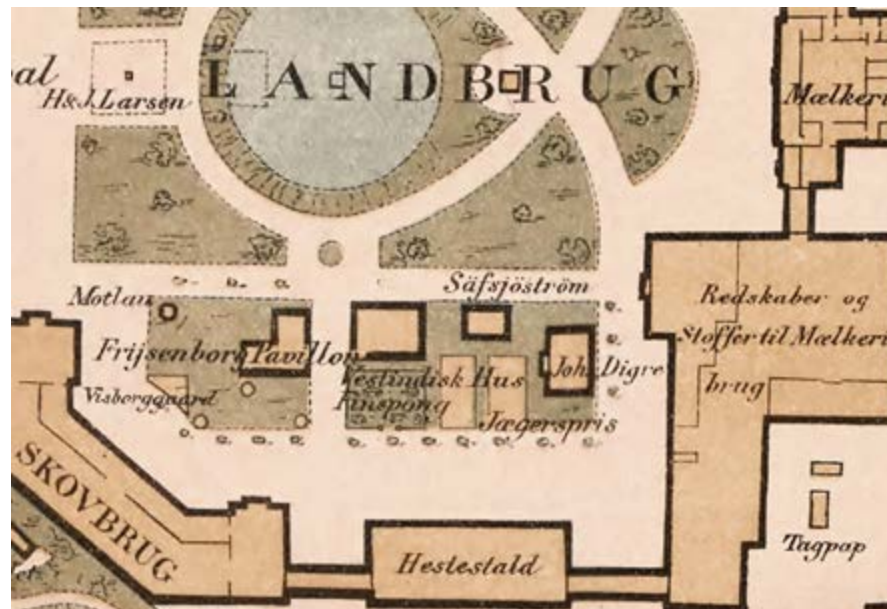 al
LANDBRUG
H&J.Larsen
Mælkeri
Säfsjöström
Motlau
Redskaber og
Stoffer til Mælkeri
brug
Frijsenborg Pavillon
Joh. Digre
Vestindisk Hus
Visborggaard
Finspong
Jægerspris
SKOVBRUG
Hestestald
Tagpap